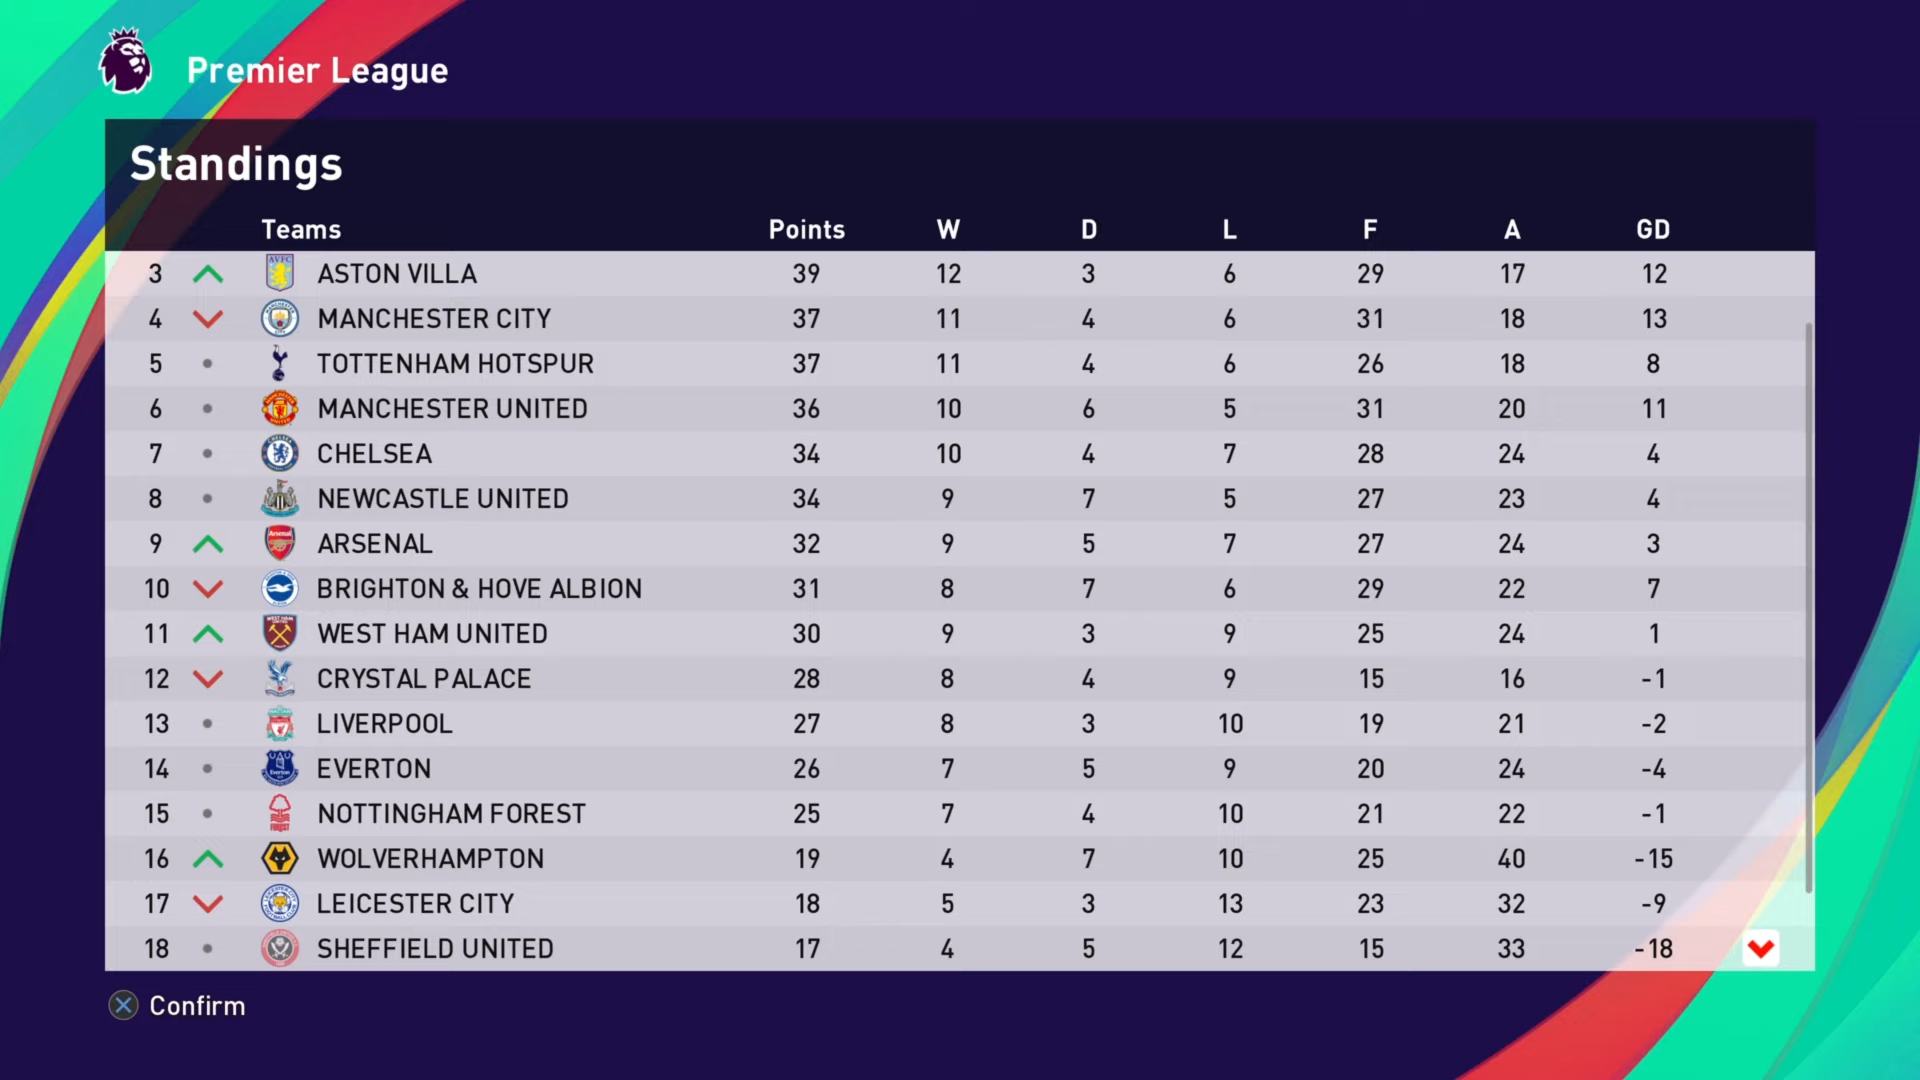 Premier League
Standings
Teams Points W D L F A GD
3 ASTON VILLA 39 12 3 6 29 17 12
4 MANCHESTER CITY 37 11 4 6 31 18 13
5 TOTTENHAM HOTSPUR 37 11 4 6 26 18 8
6 MANCHESTER UNITED 36 10 6 5 31 20 11
7 CHELSEA 34 10 4 7 28 24 4
8 NEWCASTLE UNITED 34 9 7 5 27 23 4
9 ARSENAL 32 9 5 7 27 24 3
10 BRIGHTON & HOVE ALBION 31 8 7 6 29 22 7
11 WEST HAM UNITED 30 9 3 9 25 24 1
12 CRYSTAL PALACE 28 8 4 9 15 16 -1
13 LIVERPOOL 27 8 3 10 19 21 -2
14 EVERTON 26 7 5 9 20 24 -4
15 NOTTINGHAM FOREST 25 7 4 10 21 22 -1
16 WOLVERHAMPTON 19 4 7 10 25 40 -15
17 LEICESTER CITY 18 5 3 13 23 32 -9
18 SHEFFIELD UNITED 17 4 5 12 15 33 -18
Confirm